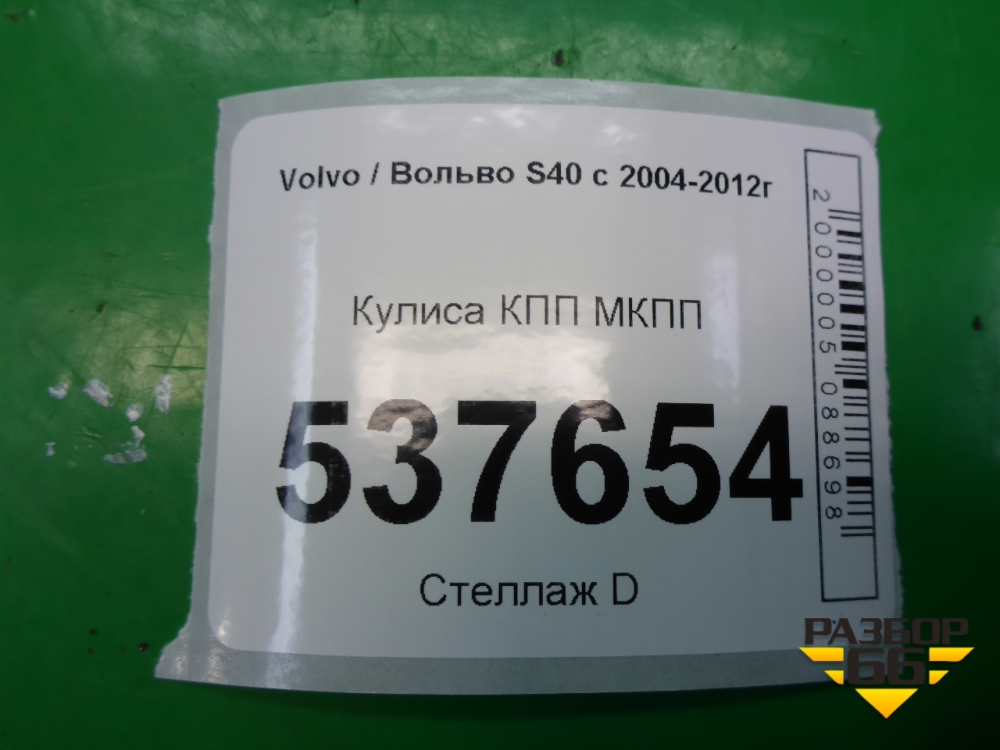 Volvo / Вольво S40 с 2004-2012г
Кулиса КПП МКПП
537654
Стеллаж D
2000005088698
РАЗБОР
66